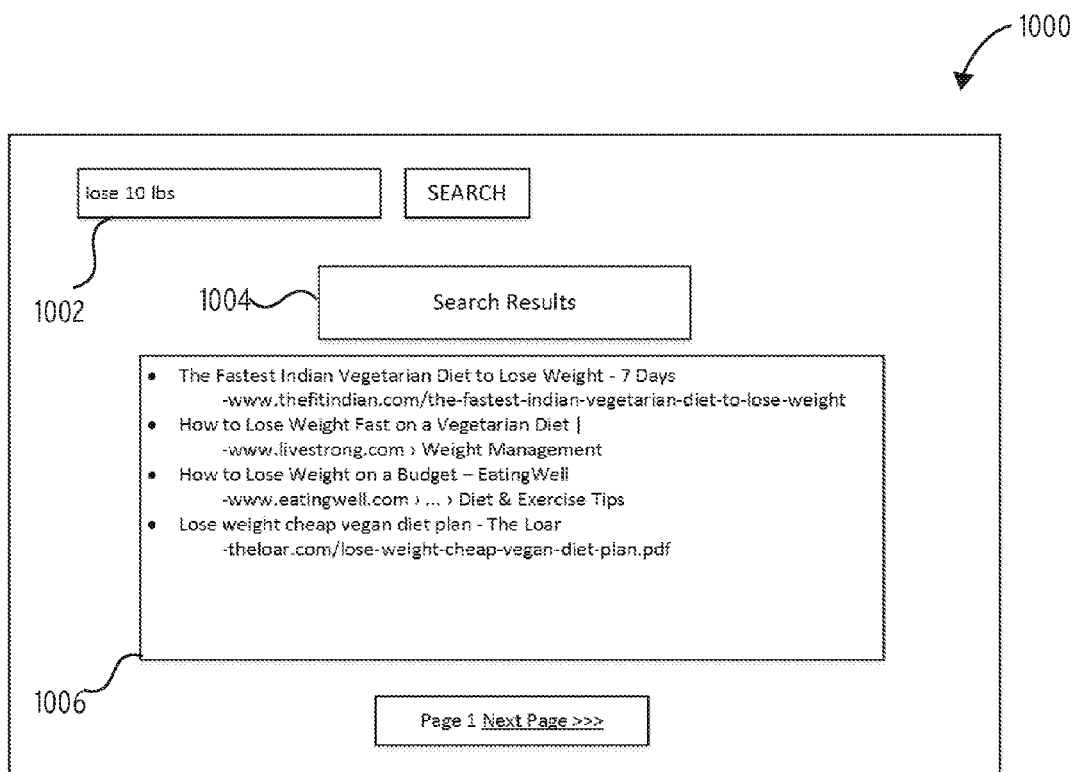 1000
lose 10 lbs
SEARCH
1002
1004
Search Results
• The Fastest Indian Vegetarian Diet to Lose Weight - 7 Days
-www.thefitindian.com/the-fastest-indian-vegetarian-diet-to-lose-weight
• How to Lose Weight Fast on a Vegetarian Diet |
-www.livestrong.com › Weight Management
• How to Lose Weight on a Budget – EatingWell
-www.eatingwell.com › ... › Diet & Exercise Tips
• Lose weight cheap vegan diet plan - The Loar
-theloar.com/lose-weight-cheap-vegan-diet-plan.pdf
1006
Page 1 Next Page >>>